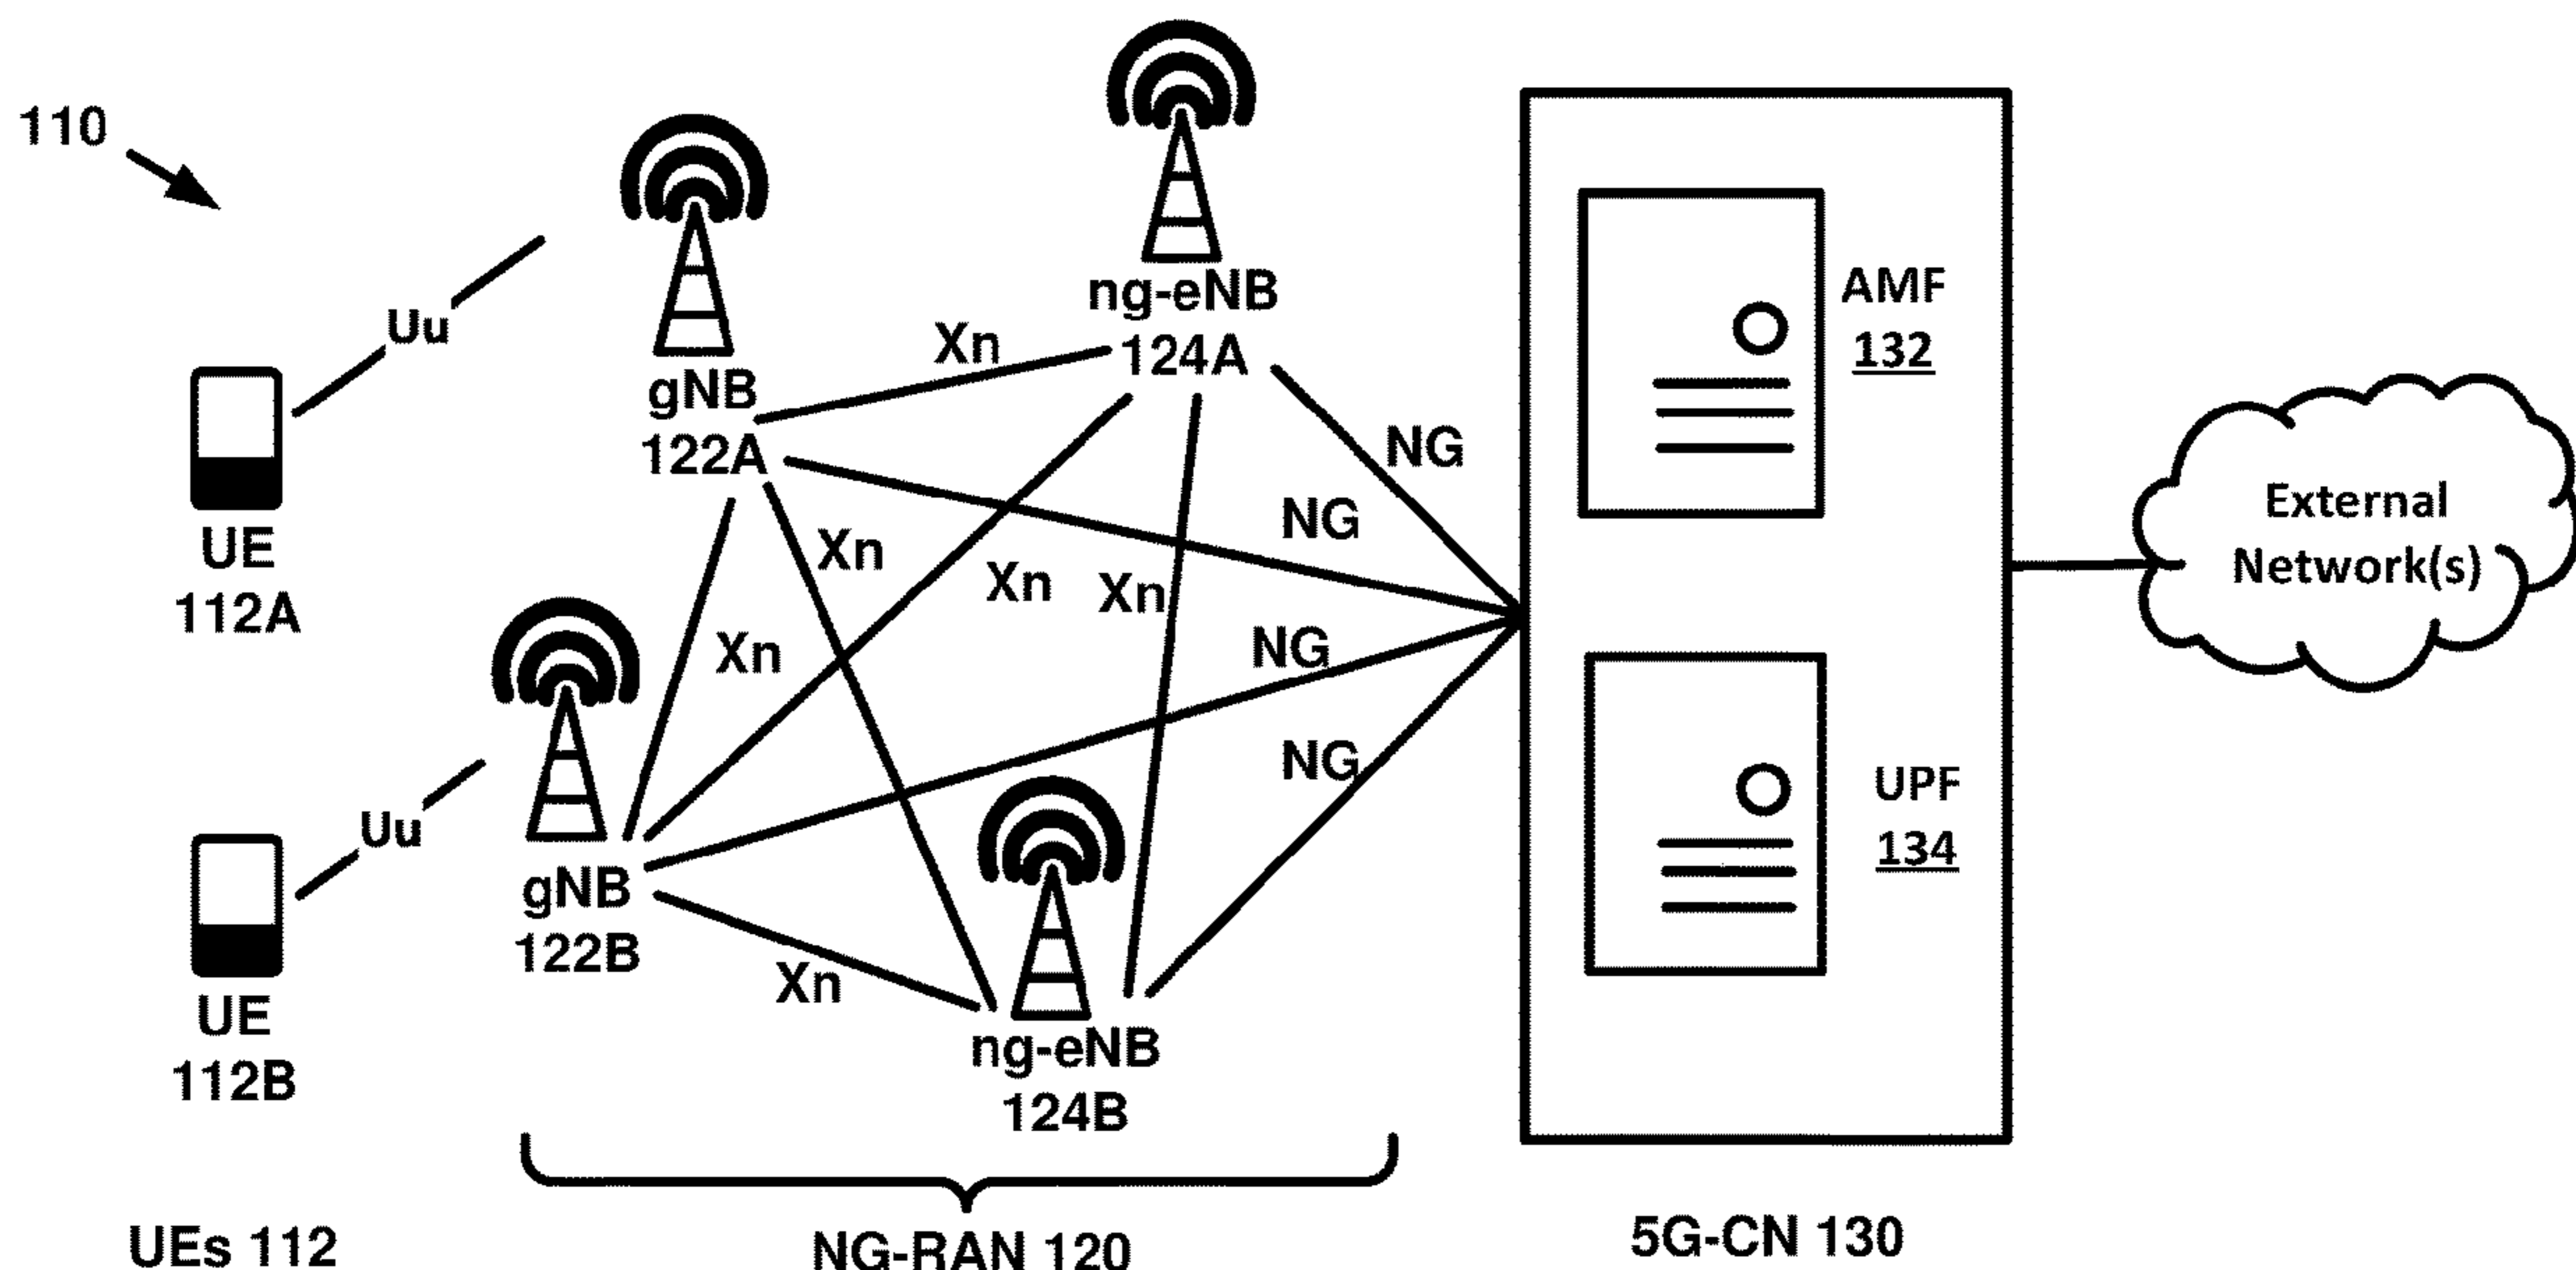 110
Uu
UE
112A
Uu
UE
112B
UEs 112
gNB
122A
ng-eNB
124A
gNB
122B
ng-eNB
124B
Xn
Xn
Xn
Xn
Xn
Xn
NG
NG
NG
NG
NG-RAN 120
AMF
132
UPF
134
5G-CN 130
External
Network(s)